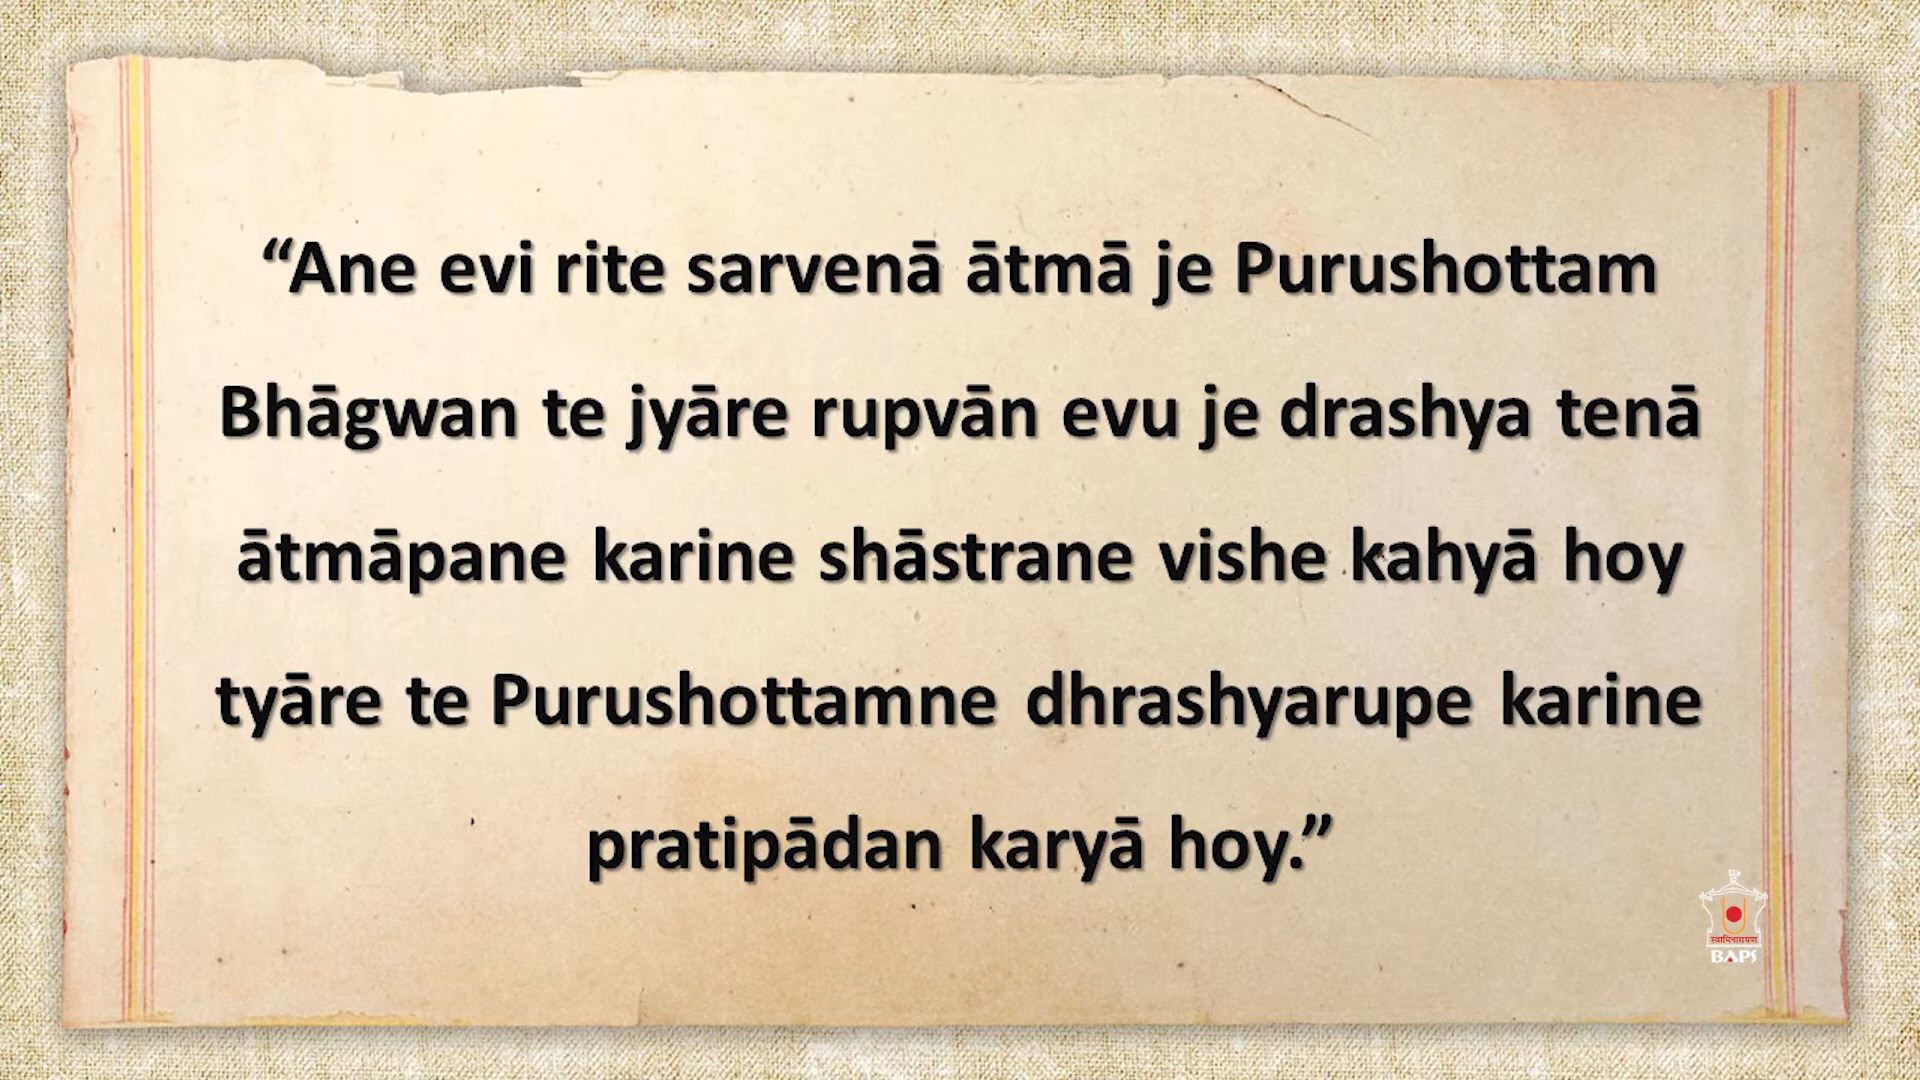 “Ane evi rite sarvenā ātmā je Purushottam
Bhāgwan te jyāre rupvān evu je drashya tenā
ātmāpane karine shāstrane vishe kahyā hoy
tyāre te Purushottamne dhrashyarupe karine
pratipādan karyā hoy.”
स्वामिनारायण
BAPS